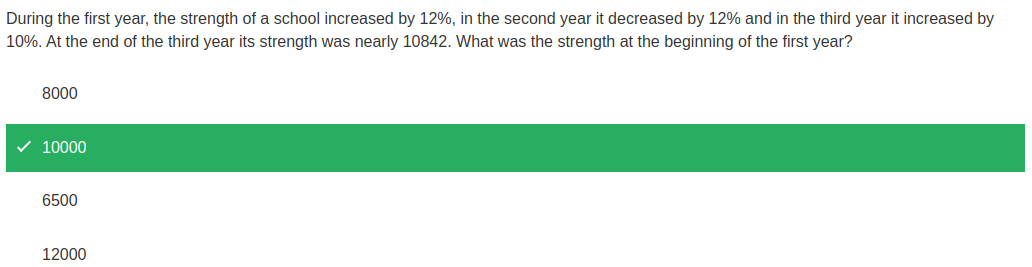 During the first year, the strength of a school increased by 12%, in the second year it decreased by 12% and in the third year it increased by
10%. At the end of the third year its strength was nearly 10842. What was the strength at the beginning of the first year?
8000
10000
6500
12000